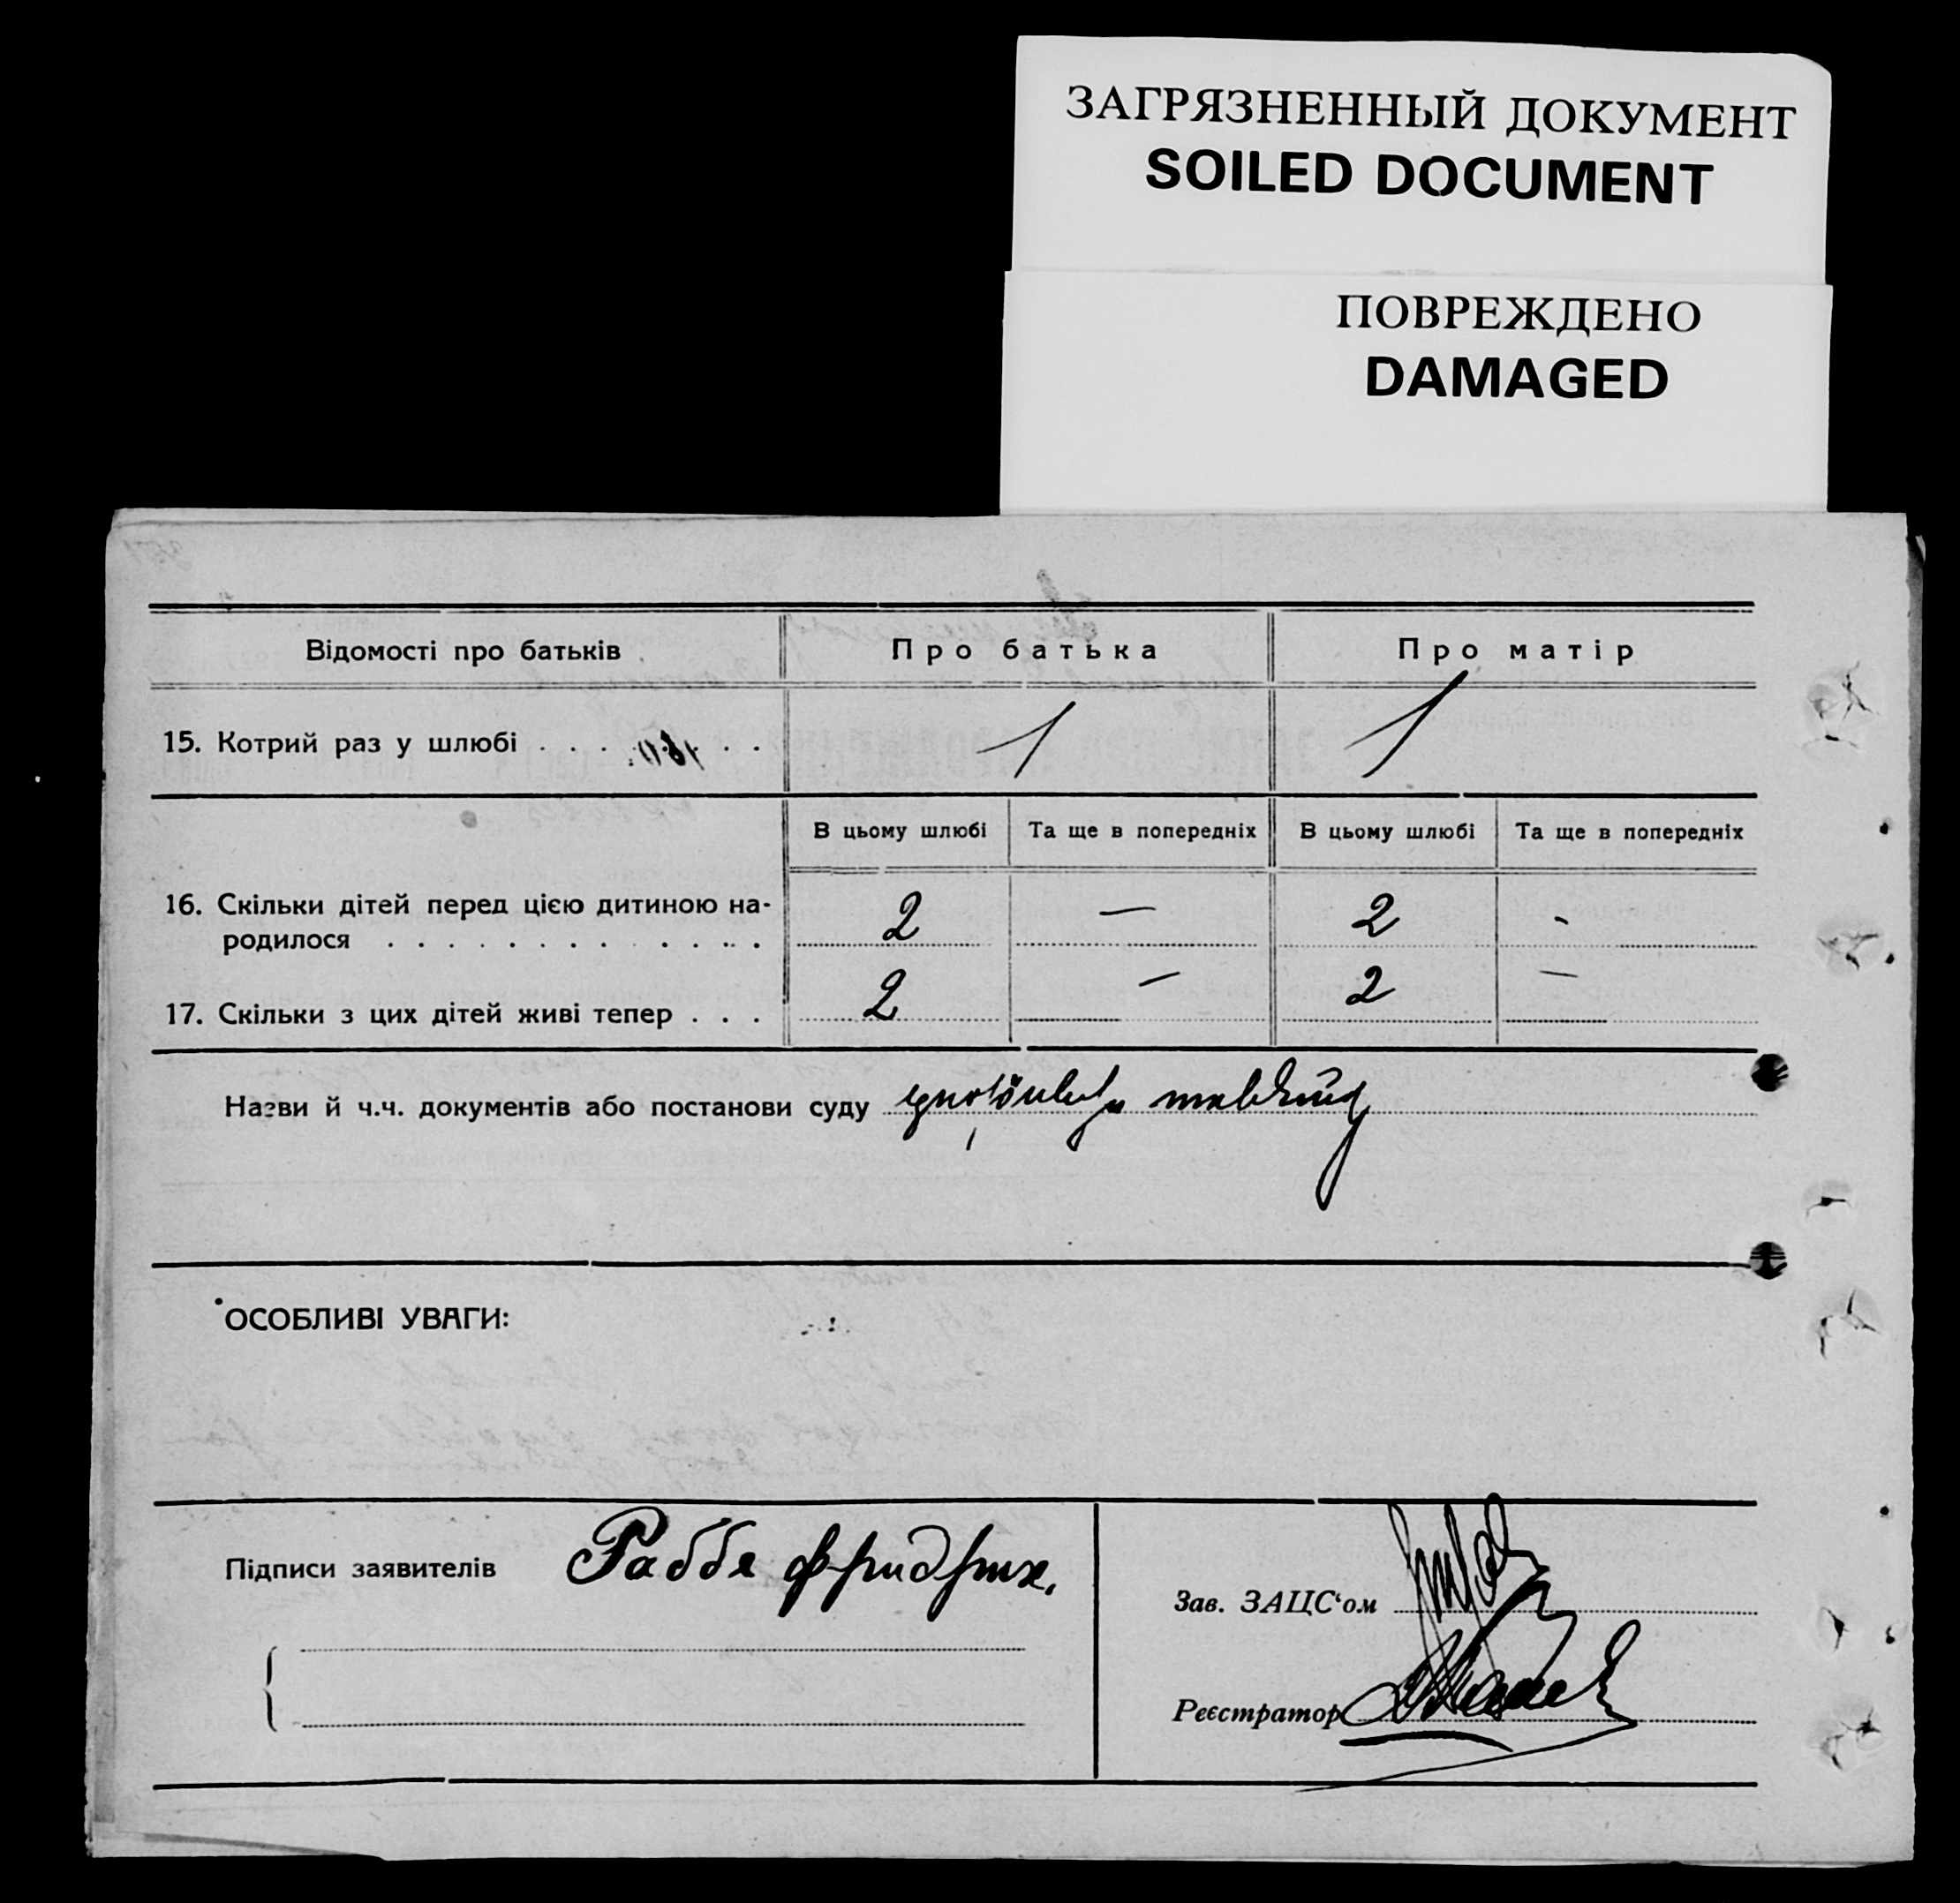 ЗАГРЯЗНЕННЫЙ ДОКУМЕНТ
SOILED DOCUMENT
ПОВРЕЖДЕНО
DAMAGED
Відомості про батьків Про батька Про матір
15. Котрий раз у шлюбі . . . . . 1 1
В цьому шлюбі Та ще в попередніх В цьому шлюбі Та ще в попередніх
16. Скільки дітей перед цією дитиною на-
родилося . . . . . . . . . . . . . 2 — 2 -
17. Скільки з цих дітей живі тепер . . . 2 — 2 —
Назви й ч.ч. документів або постанови суду
ОСОБЛИВІ УВАГИ:
Підписи заявителів Раббе Фридрих.
Зав. ЗАЦС‘ом
Реєстратор